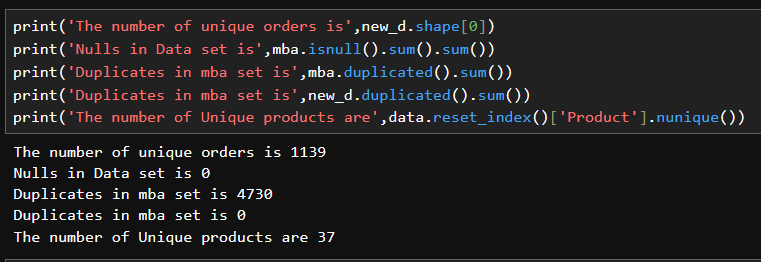 print('The number of unique orders is',new_d.shape[0])
print('Nulls in Data set is',mba.isnull().sum().sum())
print('Duplicates in mba set is',mba.duplicated().sum())
print('Duplicates in mba set is',new_d.duplicated().sum())
print('The number of Unique products are',data.reset_index()['Product'].nunique())
The number of unique orders is 1139
Nulls in Data set is 0
Duplicates in mba set is 4730
Duplicates in mba set is 0
The number of Unique products are 37